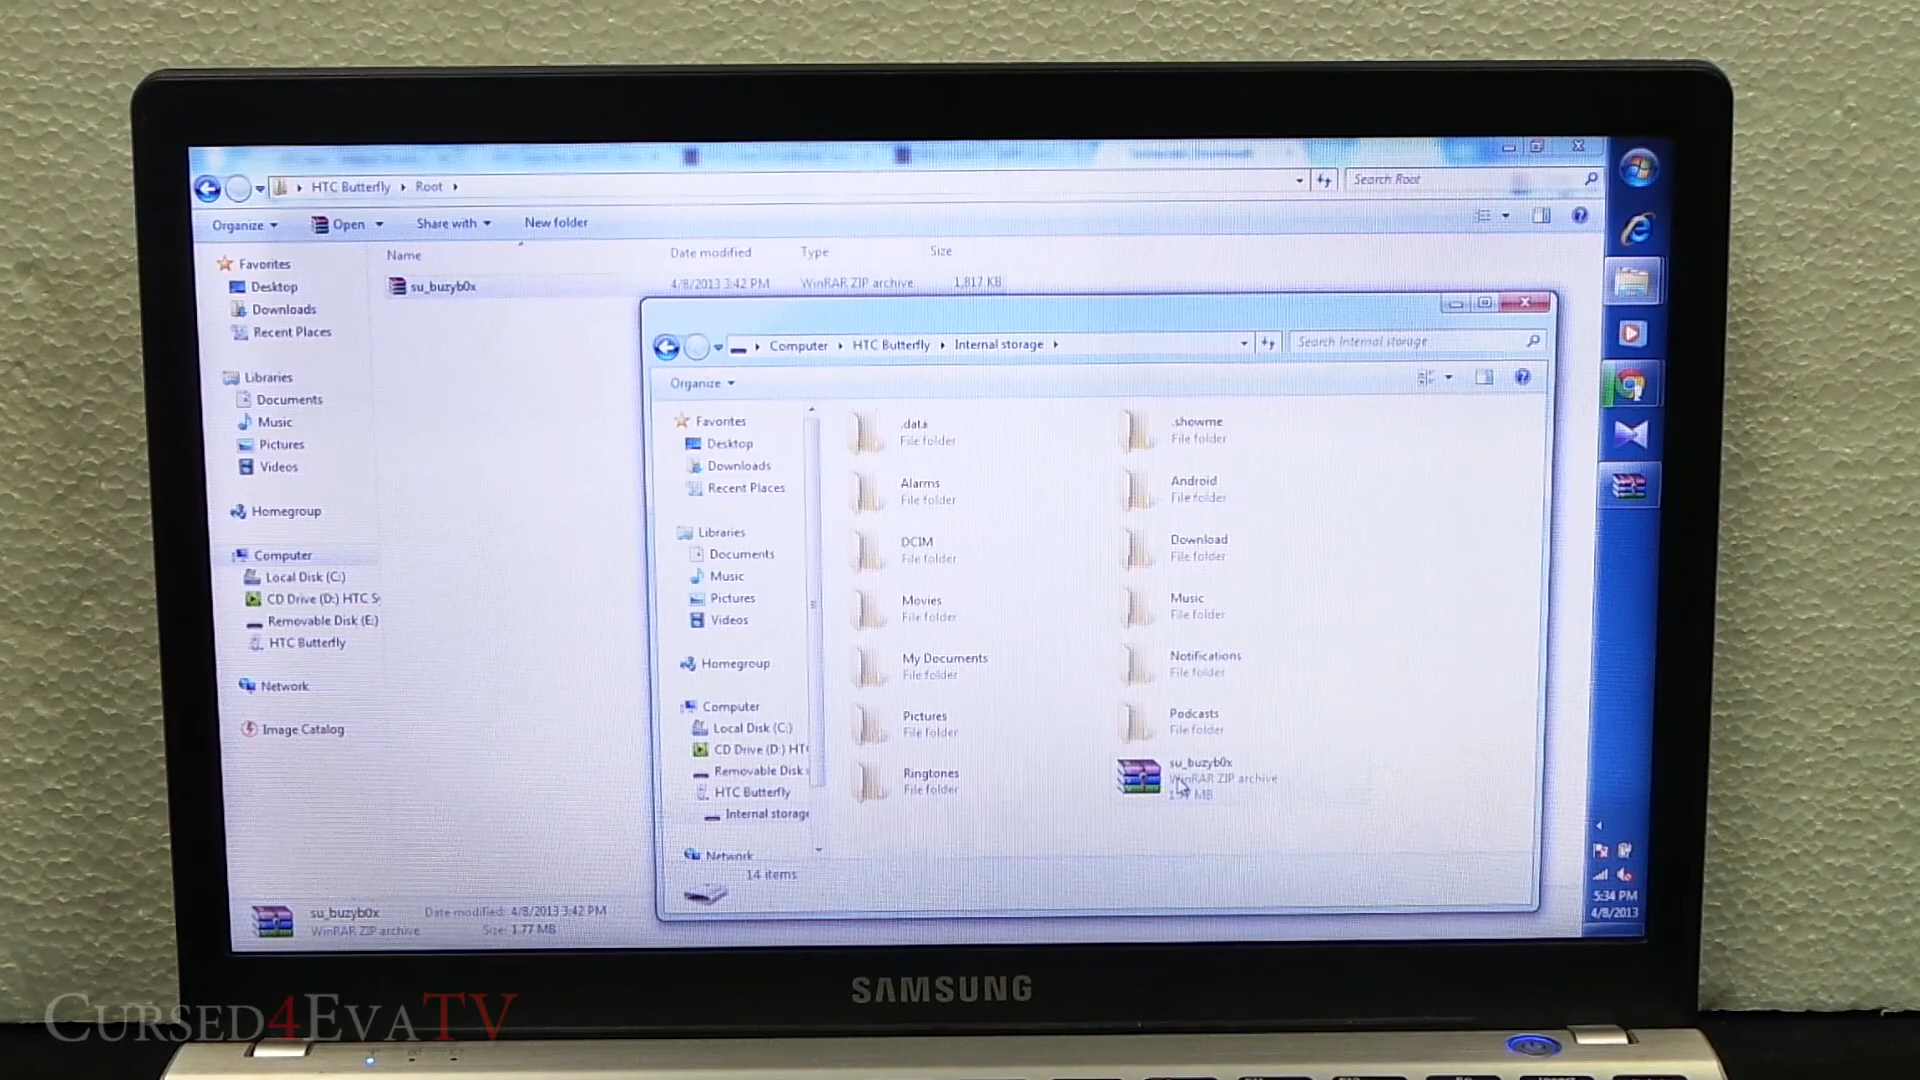 HTC Butterfly
Root
Search Root
Organize
Open
Share with
New folder
Name
Date modified
Type
Size
su_buzyb0x
4/8/2013 3:42 PM
WinRAR ZIP archive
1,817 KB
Favorites
Desktop
Downloads
Recent Places
Libraries
Documents
Music
Pictures
Videos
Homegroup
Computer
Local Disk (C:)
CD Drive (D:) HTC Sy
Removable Disk (E:)
HTC Butterfly
Network
Image Catalog
su_buzyb0x
Date modified: 4/8/2013 3:42 PM
WinRAR ZIP archive
Size: 1.77 MB
Computer
HTC Butterfly
Internal storage
Search Internal storage
Organize
Favorites
Desktop
Downloads
Recent Places
Libraries
Documents
Music
Pictures
Videos
Homegroup
Computer
Local Disk (C:)
CD Drive (D:) HTC
Removable Disk
HTC Butterfly
Internal storage
Network
14 items
.data
File folder
.showme
File folder
Alarms
File folder
Android
File folder
DCIM
File folder
Download
File folder
Movies
File folder
Music
File folder
My Documents
File folder
Notifications
File folder
Pictures
File folder
Podcasts
File folder
Ringtones
File folder
su_buzyb0x
WinRAR ZIP archive
MB
5:34 PM
4/8/2013
SAMSUNG
CURSED4EVATV